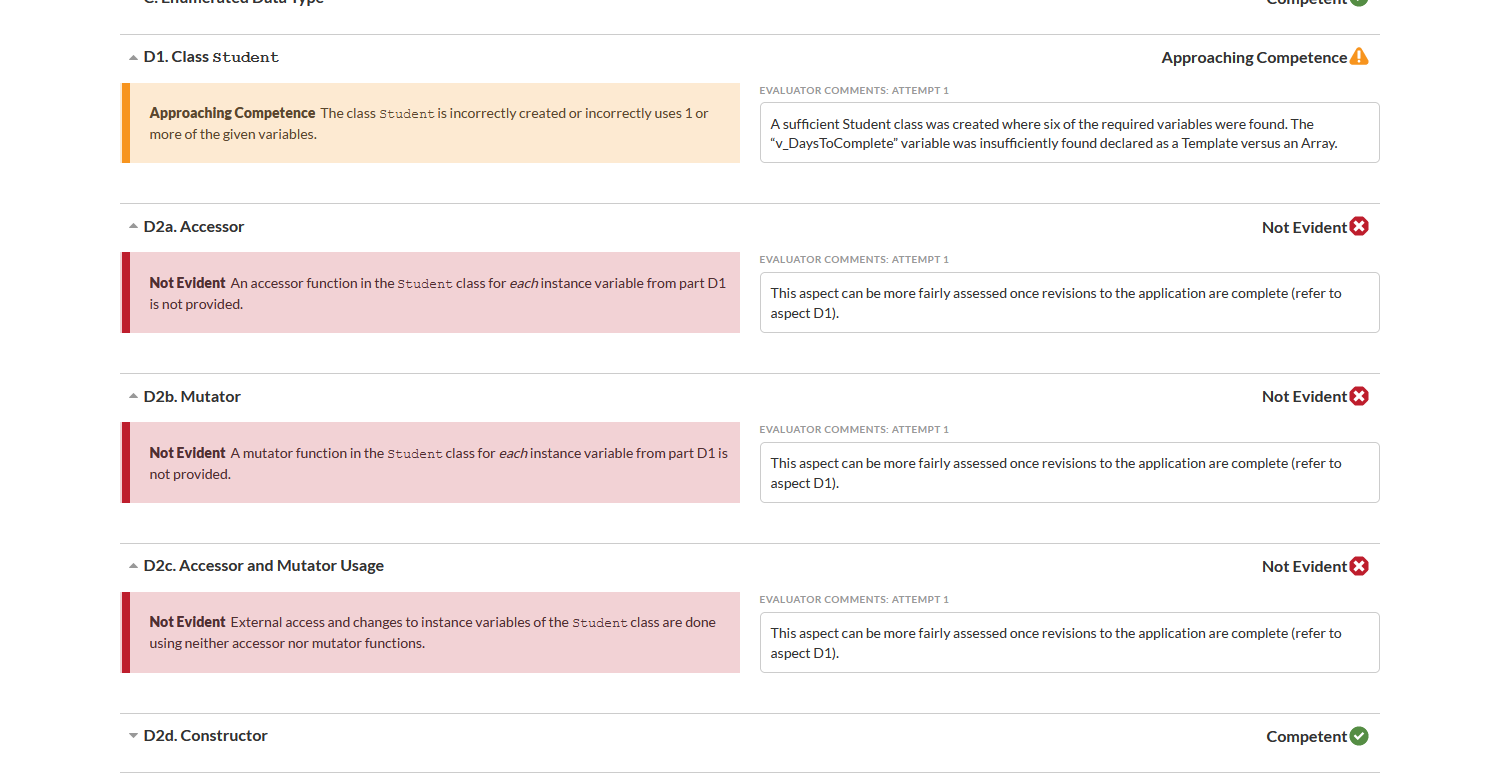 C. Enumerated Data Type
Competent
D1. Class Student
Approaching Competence
Approaching Competence The class Student is incorrectly created or incorrectly uses 1 or
more of the given variables.
EVALUATOR COMMENTS: ATTEMPT 1
A sufficient Student class was created where six of the required variables were found. The
“v_DaysToComplete” variable was insufficiently found declared as a Template versus an Array.
D2a. Accessor
Not Evident
Not Evident An accessor function in the Student class for each instance variable from part D1
is not provided.
EVALUATOR COMMENTS: ATTEMPT 1
This aspect can be more fairly assessed once revisions to the application are complete (refer to
aspect D1).
D2b. Mutator
Not Evident
Not Evident A mutator function in the Student class for each instance variable from part D1 is
not provided.
EVALUATOR COMMENTS: ATTEMPT 1
This aspect can be more fairly assessed once revisions to the application are complete (refer to
aspect D1).
D2c. Accessor and Mutator Usage
Not Evident
Not Evident External access and changes to instance variables of the Student class are done
using neither accessor nor mutator functions.
EVALUATOR COMMENTS: ATTEMPT 1
This aspect can be more fairly assessed once revisions to the application are complete (refer to
aspect D1).
D2d. Constructor
Competent